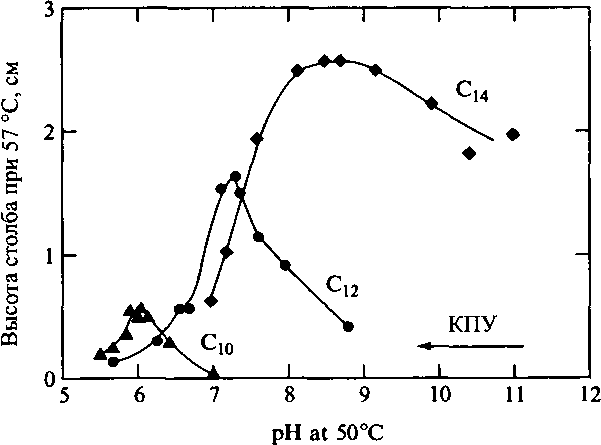 Высота столба при 57 °C, см
3
2
1
0
C14
C12
C10
КПУ
5 6 7 8 9 10 11 12
pH at 50°C